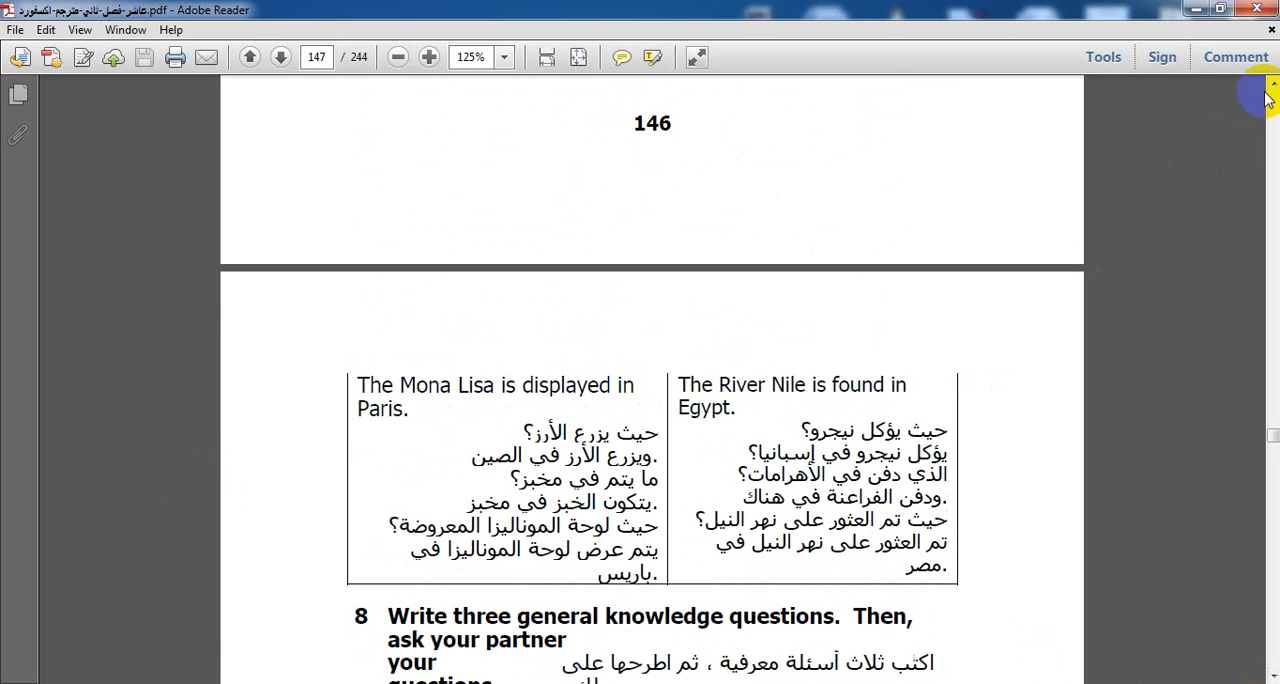 عاشر-فصل-ثاني-مترجم-اكسفورد.pdf - Adobe Reader
File Edit View Window Help
147 / 244 125% Tools Sign Comment
146
The Mona Lisa is displayed in
Paris.
حيث يزرع الأرز؟
.ويزرع الأرز في الصين
ما يتم في مخبز؟
.يتكون الخبز في مخبز
حيث لوحة الموناليزا المعروضة؟
يتم عرض لوحة الموناليزا في
.باريس
The River Nile is found in
Egypt.
حيث يؤكل نيجرو؟
يؤكل نيجرو في إسبانيا؟
الذي دفن في الأهرامات؟
.ودفن الفراعنة في هناك
حيث تم العثور على نهر النيل؟
تم العثور على نهر النيل في
.مصر
8 Write three general knowledge questions. Then,
ask your partner
your اكتب ثلاث أسئلة معرفية ، ثم اطرحها على
questions